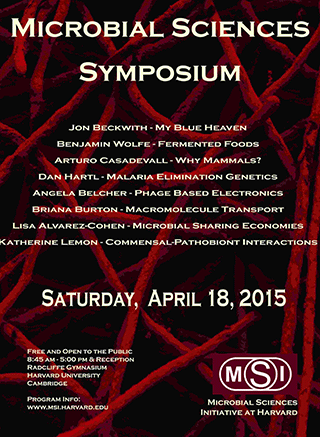 Microbial Sciences
Symposium
Jon Beckwith - My Blue Heaven
Benjamin Wolfe - Fermented Foods
Arturo Casadevall - Why Mammals?
Dan Hartl - Malaria Elimination Genetics
Angela Belcher - Phage Based Electronics
Briana Burton - Macromolecule Transport
Lisa Alvarez-Cohen - Microbial Sharing Economies
Katherine Lemon - Commensal-Pathobiont Interactions
Saturday, April 18, 2015
Free and Open to the Public
8:45 am - 5:00 pm & Reception
Radcliffe Gymnasium
Harvard University
Cambridge
Program Info:
www.msi.harvard.edu
MSI
Microbial Sciences
Initiative at Harvard